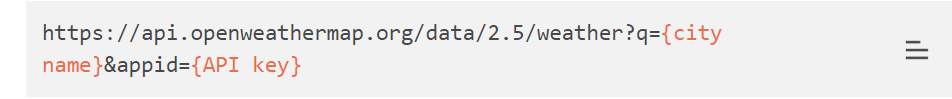 https://api.openweathermap.org/data/2.5/weather?q={city
name}&appid={API key}